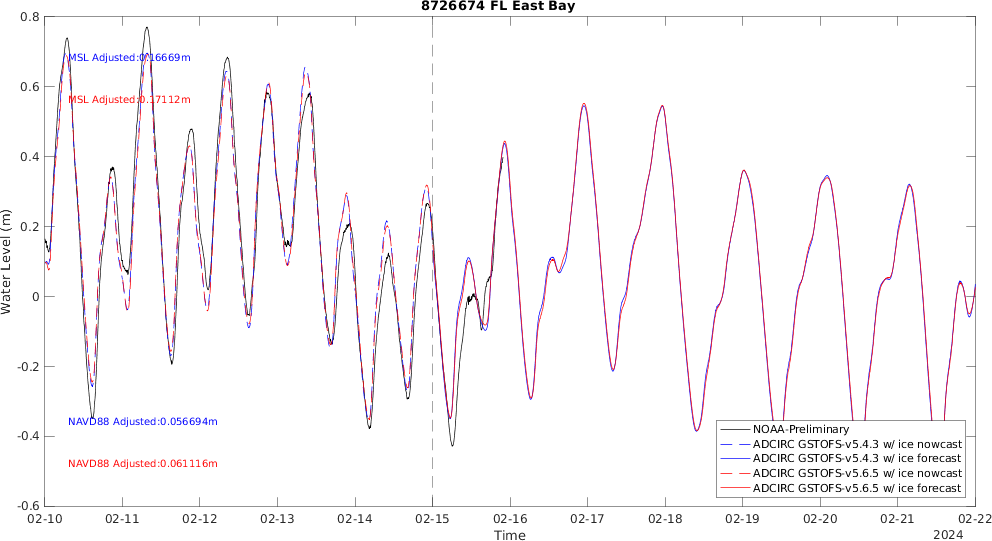 8726674 FL East Bay
0.8
0.6
0.4
0.2
0
-0.2
-0.4
-0.6
Water Level (m)
MSL Adjusted:0.16669m
MSL Adjusted:0.17112m
NAVD88 Adjusted:0.056694m
NAVD88 Adjusted:0.061116m
NOAA-Preliminary
ADCIRC GSTOFS-v5.4.3 w/ ice nowcast
ADCIRC GSTOFS-v5.4.3 w/ ice forecast
ADCIRC GSTOFS-v5.6.5 w/ ice nowcast
ADCIRC GSTOFS-v5.6.5 w/ ice forecast
02-10 02-11 02-12 02-13 02-14 02-15 02-16 02-17 02-18 02-19 02-20 02-21 02-22
Time
2024